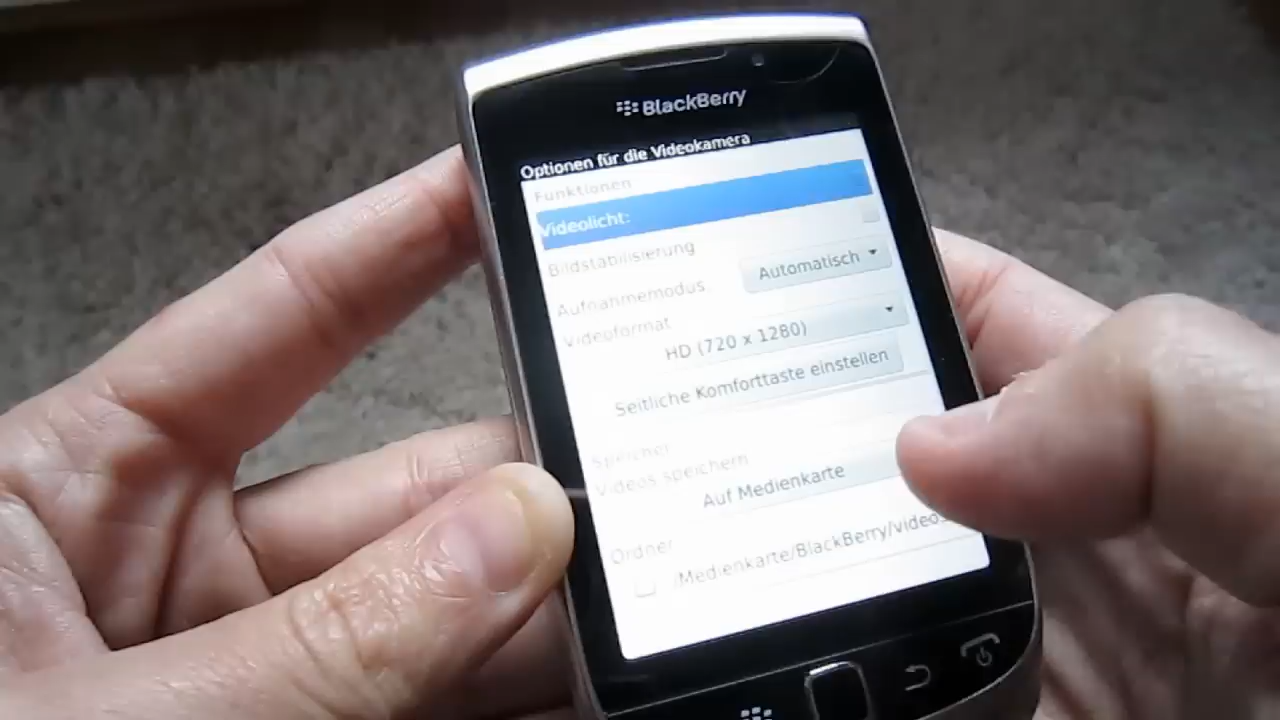 BlackBerry
Optionen für die Videokamera
Funktionen
Videolicht:
Bildstabilisierung
Aufnahmemodus
Automatisch
Videoformat
HD (720 x 1280)
Seitliche Komforttaste einstellen
Speicher
Videos speichern
Auf Medienkarte
Ordner
/Medienkarte/BlackBerry/videos